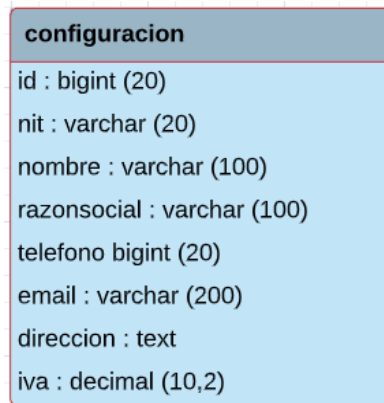 configuracion
id : bigint (20)
nit : varchar (20)
nombre : varchar (100)
razonsocial : varchar (100)
telefono bigint (20)
email : varchar (200)
direccion : text
iva : decimal (10,2)